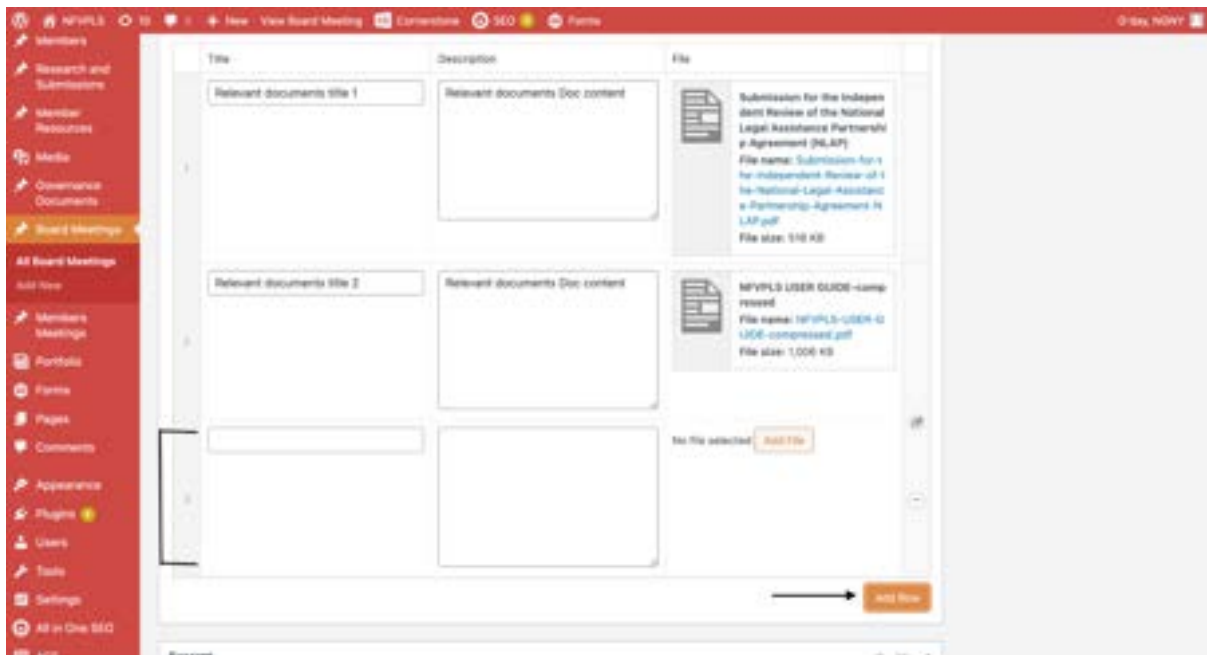 NFVPLS
+ New
View Board Meeting
Cornerstone
SEO
Forms
G'day, NOWY
Members
Research and
Submissions
Member
Resources
Media
Governance
Documents
Board Meetings
All Board Meetings
Add New
Members
Meetings
Portfolio
Forms
Pages
Comments
Appearance
Plugins
Users
Tools
Settings
All in One SEO
Title
Description
File
1
Relevant documents title 1
Relevant documents Doc content
Submission for the Indepen
dent Review of the National
Legal Assistance Partnershi
p Agreement (NLAP)
File name: Submission-for-t
he-Independent-Review-of-t
he-National-Legal-Assistanc
e-Partnership-Agreement-N
LAP.pdf
File size: 518 KB
2
Relevant documents title 2
Relevant documents Doc content
NFVPLS USER GUIDE-comp
ressed
File name: NFVPLS-USER-G
UIDE-compressed.pdf
File size: 1,006 KB
3
No file selected
Add File
Add Row